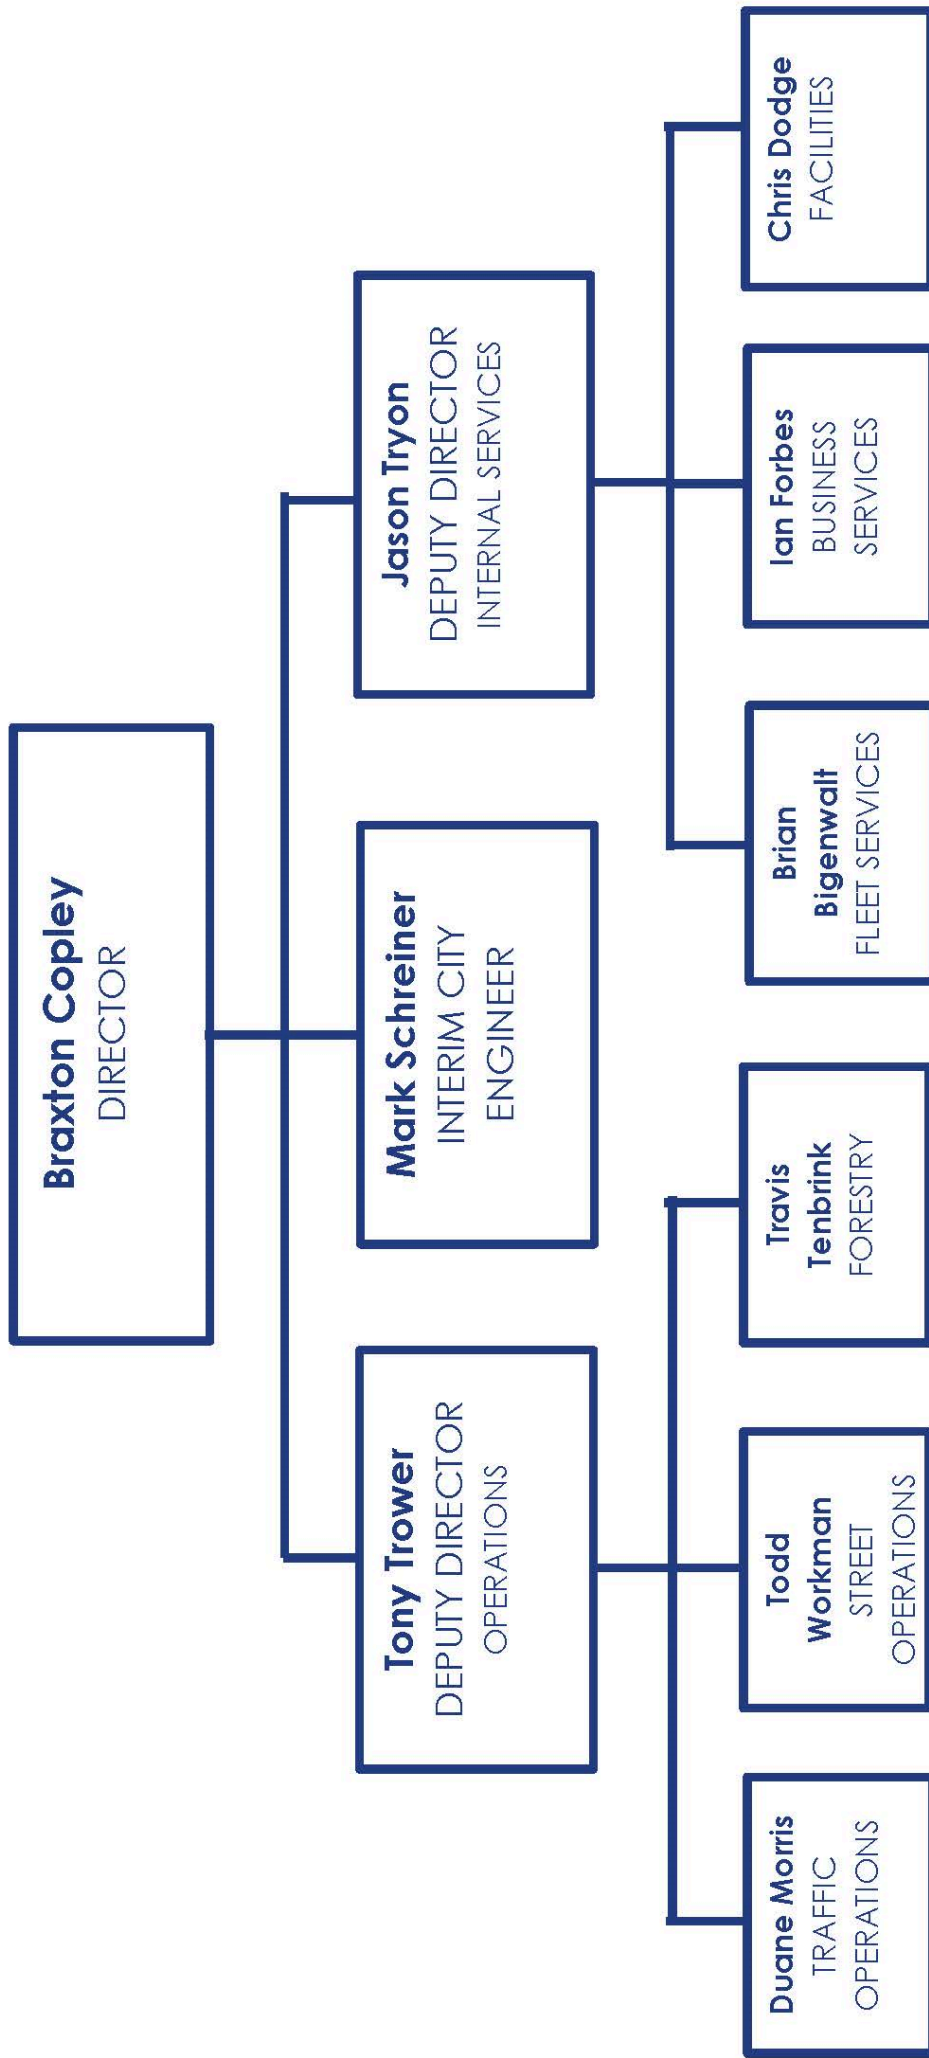 Braxton Copley
DIRECTOR
Tony Trower
DEPUTY DIRECTOR
OPERATIONS
Mark Schreiner
INTERIM CITY
ENGINEER
Jason Tryon
DEPUTY DIRECTOR
INTERNAL SERVICES
Duane Morris
TRAFFIC
OPERATIONS
Todd
Workman
STREET
OPERATIONS
Travis
Tenbrink
FORESTRY
Brian
Bigenwalt
FLEET SERVICES
Ian Forbes
BUSINESS
SERVICES
Chris Dodge
FACILITIES